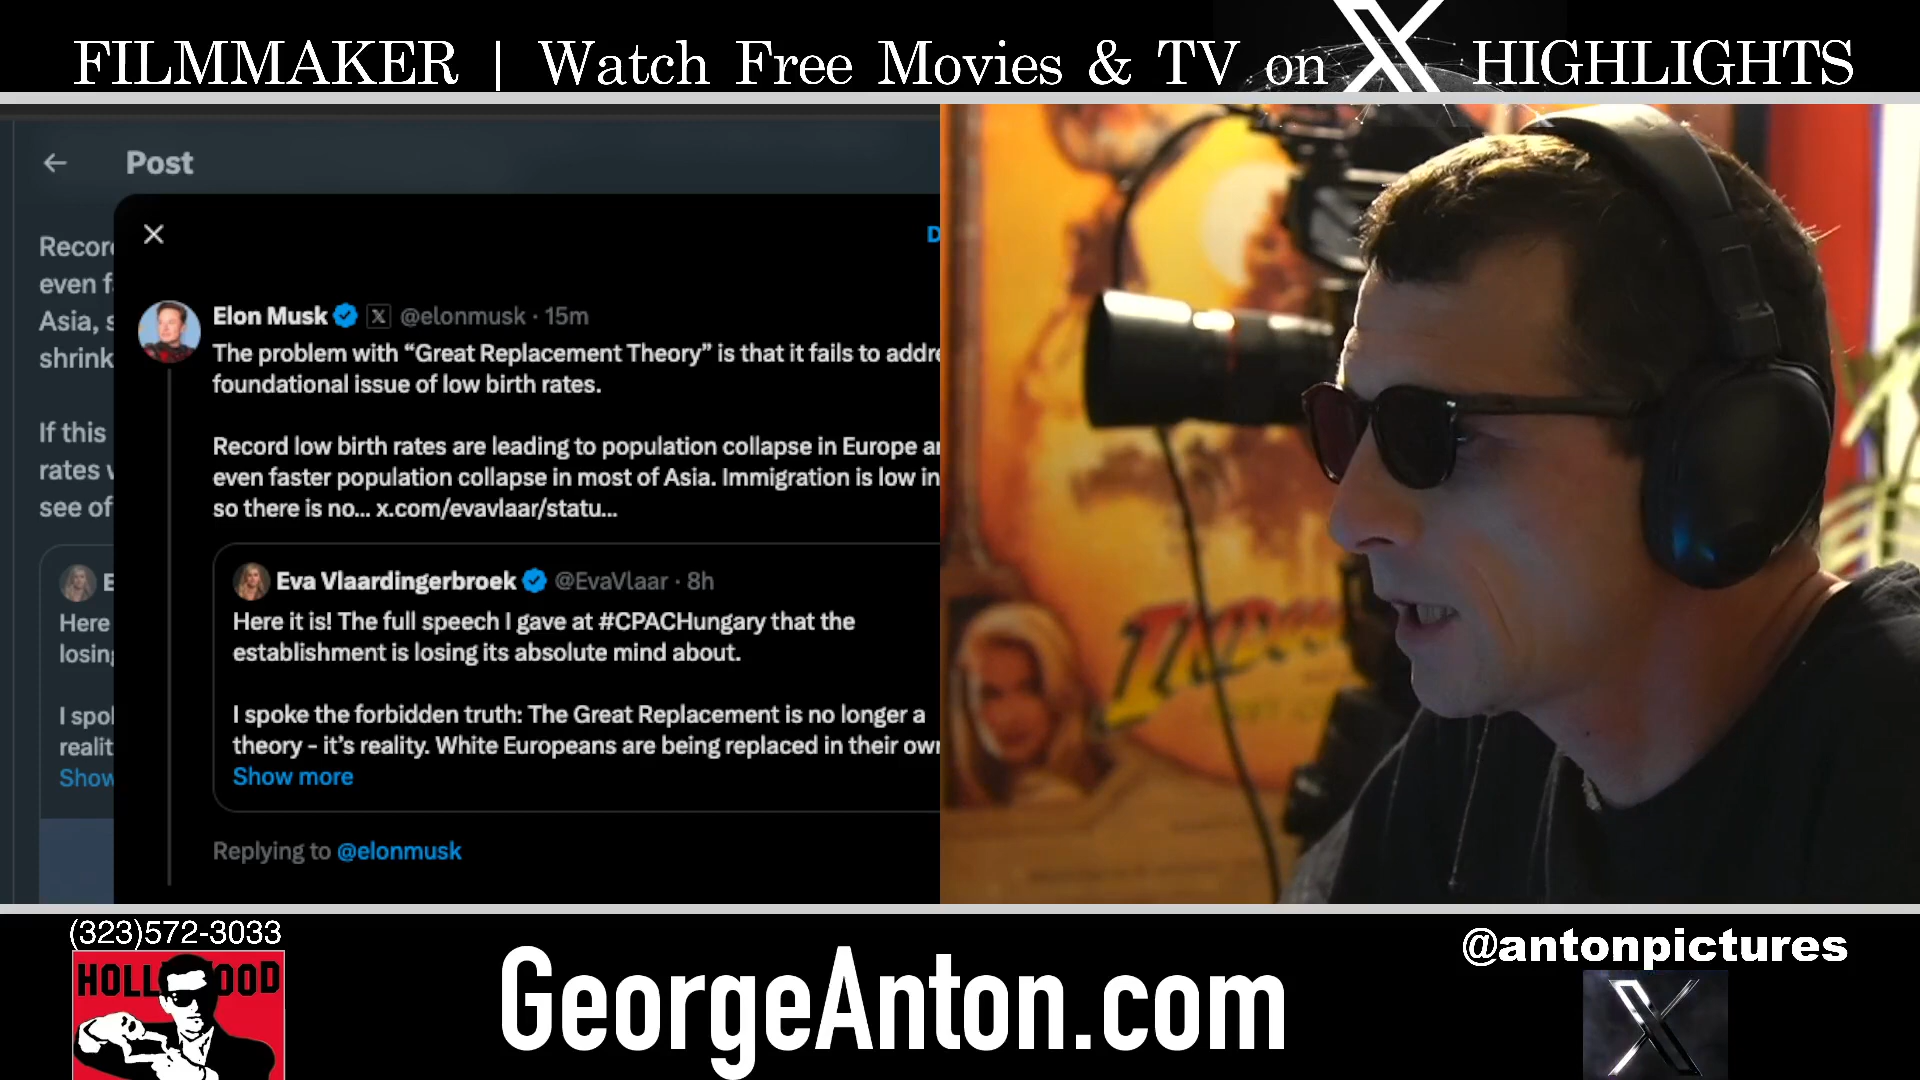 FILMMAKER | Watch Free Movies & TV on X HIGHLIGHTS
Post
Elon Musk @elonmusk · 15m
The problem with “Great Replacement Theory” is that it fails to addre
foundational issue of low birth rates.
Record low birth rates are leading to population collapse in Europe an
even faster population collapse in most of Asia. Immigration is low in
so there is no... x.com/evavlaar/statu...
Eva Vlaardingerbroek @EvaVlaar · 8h
Here it is! The full speech I gave at #CPACHungary that the
establishment is losing its absolute mind about.
I spoke the forbidden truth: The Great Replacement is no longer a
theory - it’s reality. White Europeans are being replaced in their own
Show more
Replying to @elonmusk
Recor
even f
Asia, s
shrink
If this
rates
see of
E
Here
losing
I spol
realit
Show
D
(323)572-3033
HOLLYWOOD
GeorgeAnton.com
@antonpictures